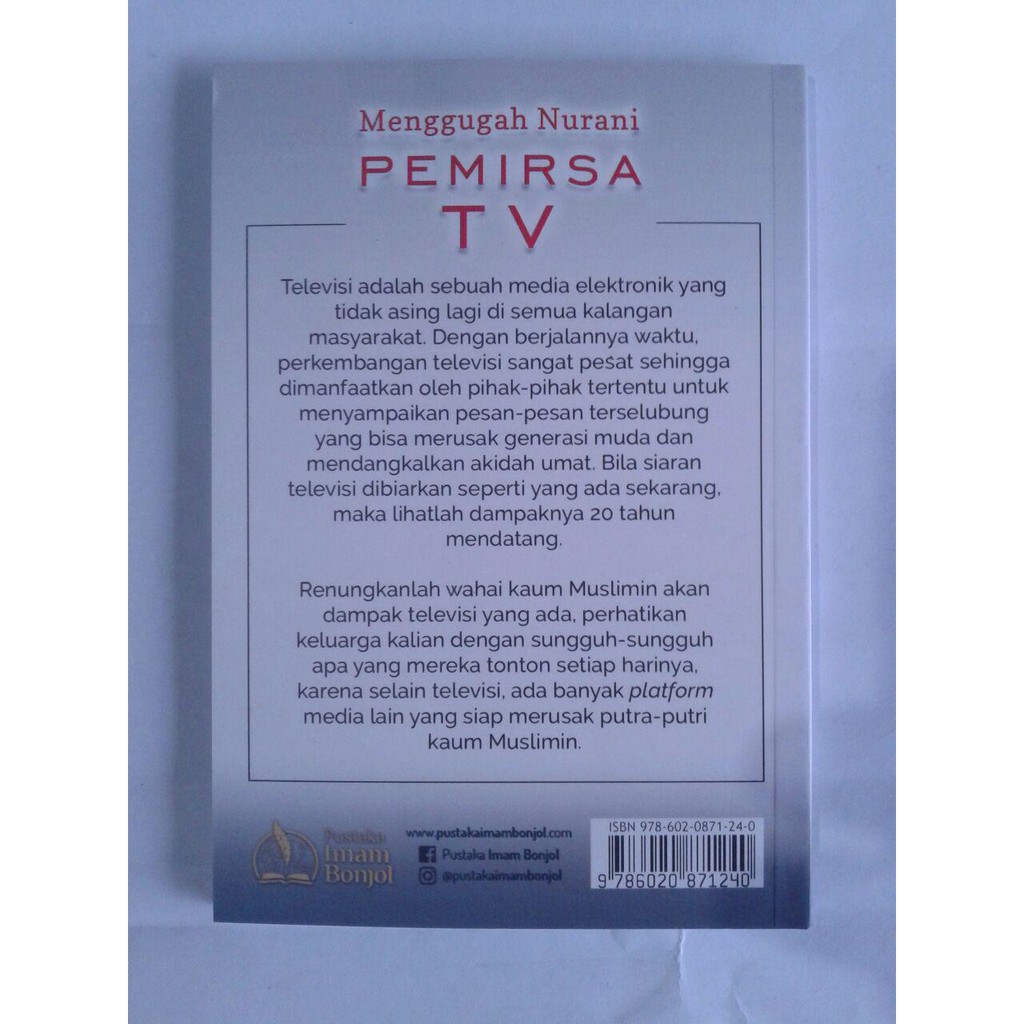 Menggugah Nurani
PEMIRSA
TV
Televisi adalah sebuah media elektronik yang
tidak asing lagi di semua kalangan
masyarakat. Dengan berjalannya waktu,
perkembangan televisi sangat pesat sehingga
dimanfaatkan oleh pihak-pihak tertentu untuk
menyampaikan pesan-pesan terselubung
yang bisa merusak generasi muda dan
mendangkalkan akidah umat. Bila siaran
televisi dibiarkan seperti yang ada sekarang,
maka lihatlah dampaknya 20 tahun
mendatang.
Renungkanlah wahai kaum Muslimin akan
dampak televisi yang ada, perhatikan
keluarga kalian dengan sungguh-sungguh
apa yang mereka tonton setiap harinya,
karena selain televisi, ada banyak platform
media lain yang siap merusak putra-putri
kaum Muslimin.
Pustaka
Imam
Bonjol
www.pustakaimambonjol.com
Pustaka Imam Bonjol
@pustakaimambonjol
ISBN 978-602-0871-24-0
9 786020 871240